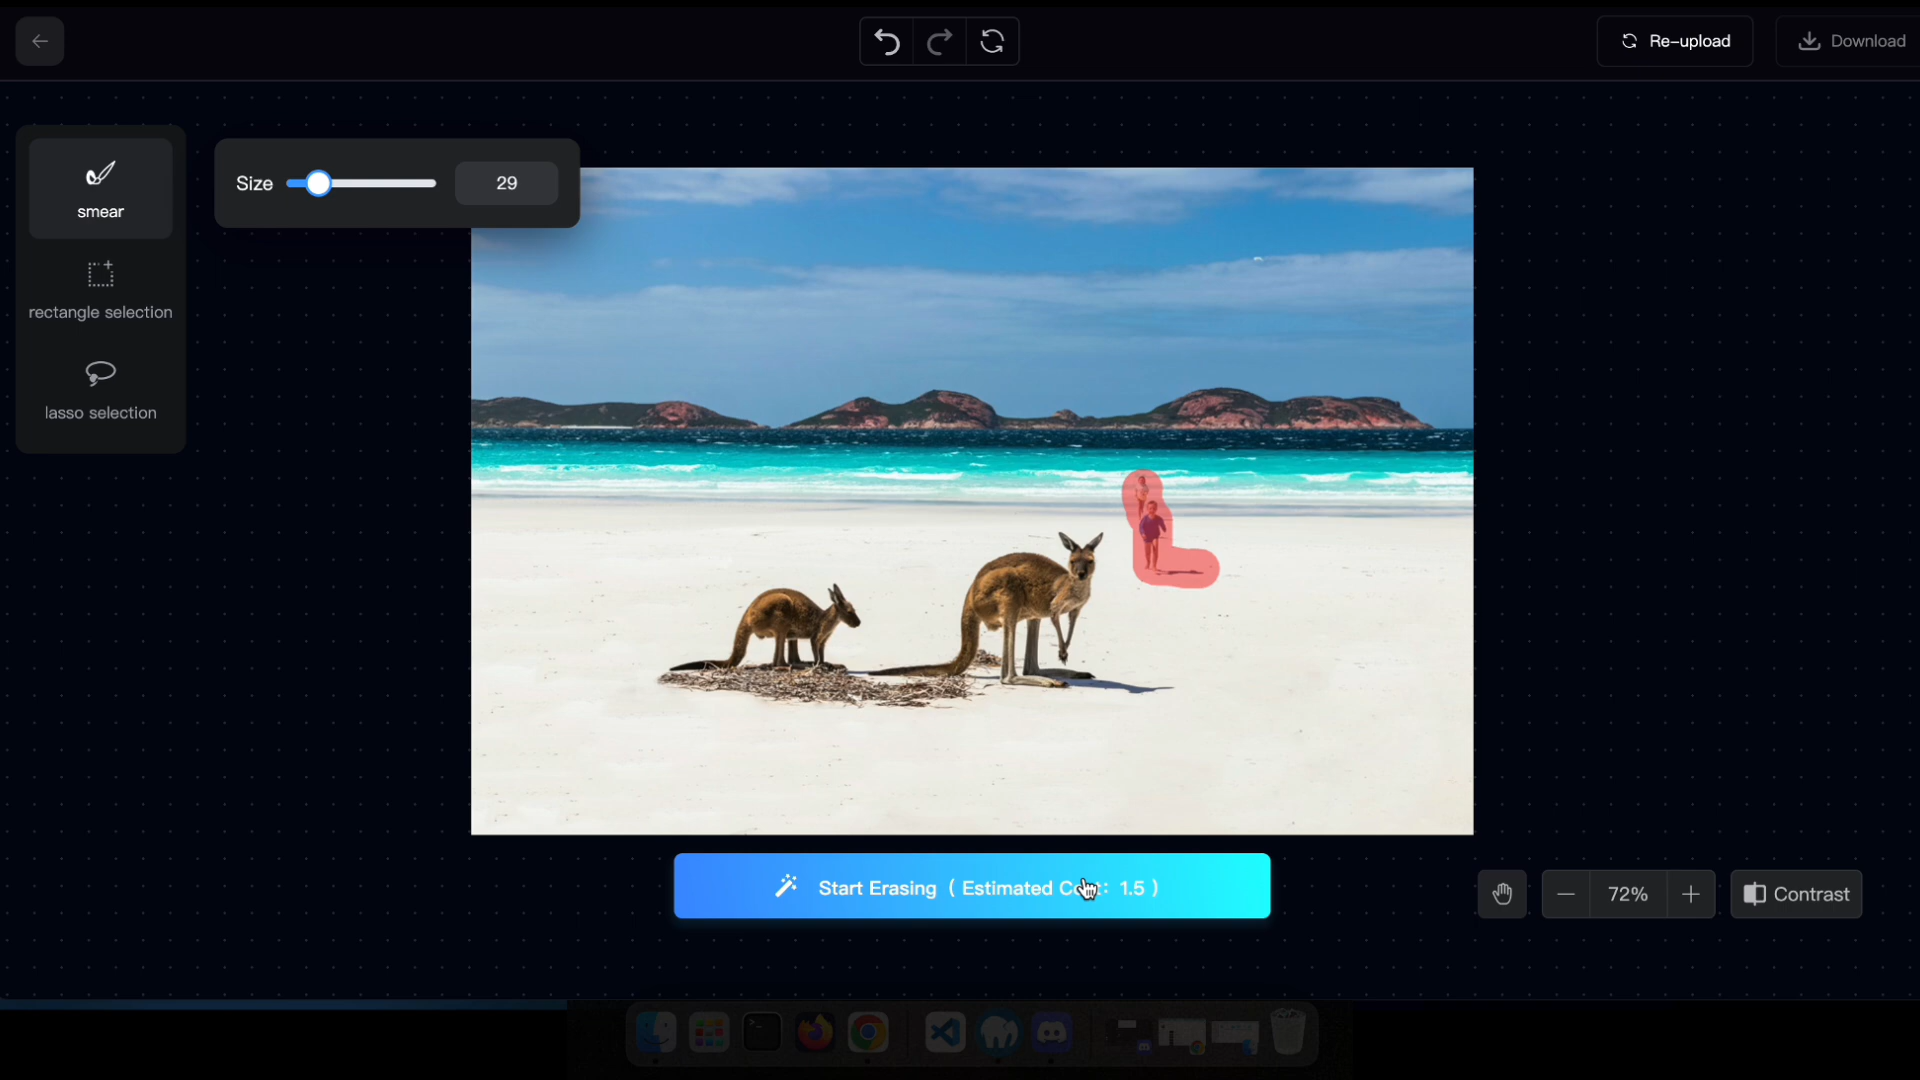 Re-upload
Download
smear
Size
29
rectangle selection
lasso selection
Start Erasing ( Estimated : 1.5 )
72%
Contrast